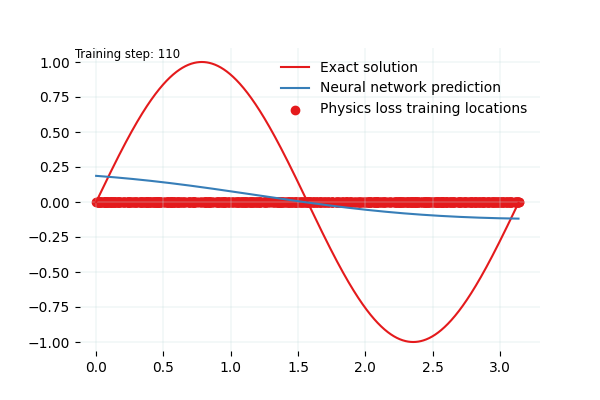 Training step: 110
Exact solution
Neural network prediction
Physics loss training locations
1.00
0.75
0.50
0.25
0.00
−0.25
−0.50
−0.75
−1.00
0.0 0.5 1.0 1.5 2.0 2.5 3.0